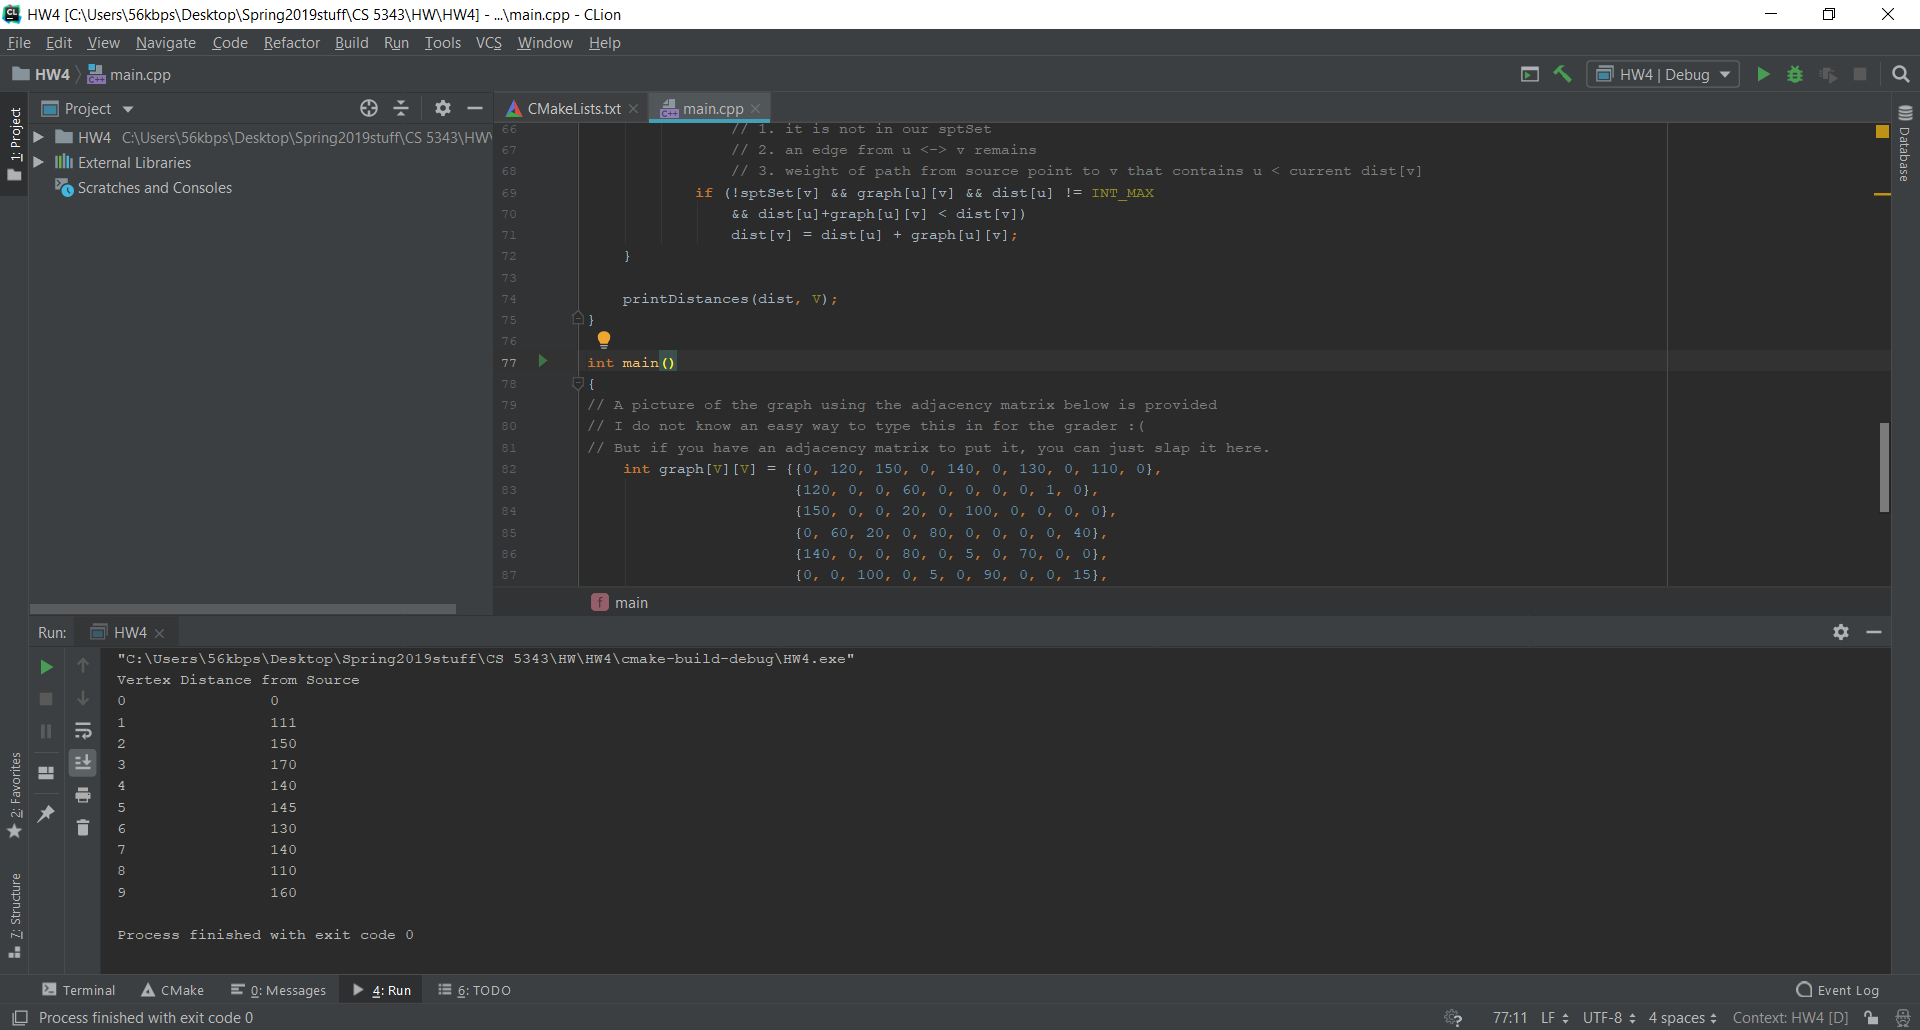 HW4 [C:\Users\56kbps\Desktop\Spring2019stuff\CS 5343\HW\HW4] - ...\main.cpp - CLion
File Edit View Navigate Code Refactor Build Run Tools VCS Window Help
HW4 main.cpp HW4 | Debug
Project CMakeLists.txt main.cpp
1: Project
HW4 C:\Users\56kbps\Desktop\Spring2019stuff\CS 5343\HW\
External Libraries
Scratches and Consoles
Database
66 // 1. it is not in our sptSet
67 // 2. an edge from u <-> v remains
68 // 3. weight of path from source point to v that contains u < current dist[v]
69 if (!sptSet[v] && graph[u][v] && dist[u] != INT_MAX
70 && dist[u]+graph[u][v] < dist[v])
71 dist[v] = dist[u] + graph[u][v];
72 }
73
74 printDistances(dist, V);
75 }
76
77 int main()
78 {
79 // A picture of the graph using the adjacency matrix below is provided
80 // I do not know an easy way to type this in for the grader :(
81 // But if you have an adjacency matrix to put it, you can just slap it here.
82 int graph[V][V] = {{0, 120, 150, 0, 140, 0, 130, 0, 110, 0},
83 {120, 0, 0, 60, 0, 0, 0, 0, 1, 0},
84 {150, 0, 0, 20, 0, 100, 0, 0, 0, 0},
85 {0, 60, 20, 0, 80, 0, 0, 0, 0, 40},
86 {140, 0, 0, 80, 0, 5, 0, 70, 0, 0},
87 {0, 0, 100, 0, 5, 0, 90, 0, 0, 15},
f main
Run: HW4
"C:\Users\56kbps\Desktop\Spring2019stuff\CS 5343\HW\HW4\cmake-build-debug\HW4.exe"
Vertex Distance from Source
0 0
1 111
2 150
3 170
4 140
5 145
6 130
7 140
8 110
9 160
Process finished with exit code 0
2: Favorites
7: Structure
Terminal CMake 0: Messages 4: Run 6: TODO Event Log
Process finished with exit code 0 77:11 LF UTF-8 4 spaces Context: HW4 [D]